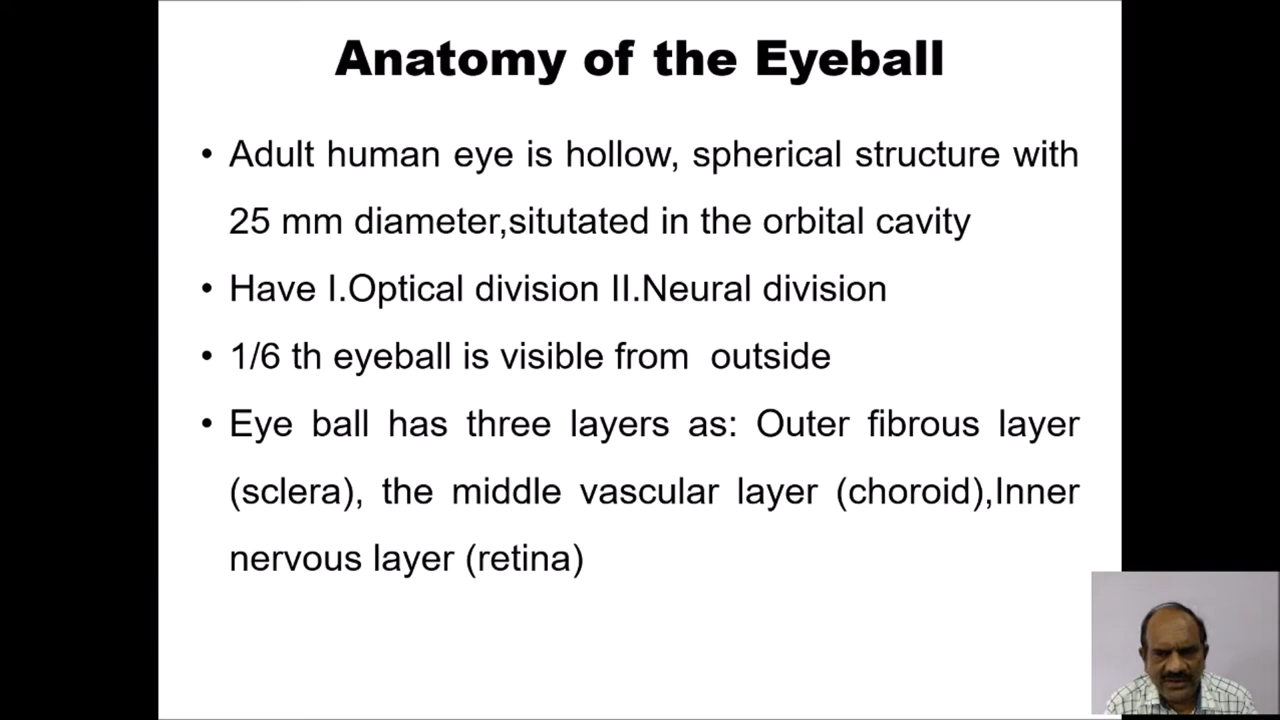 Anatomy of the Eyeball
• Adult human eye is hollow, spherical structure with
25 mm diameter,situtated in the orbital cavity
• Have I.Optical division II.Neural division
• 1/6 th eyeball is visible from  outside
• Eye ball has three layers as: Outer fibrous layer
(sclera), the middle vascular layer (choroid),Inner
nervous layer (retina)